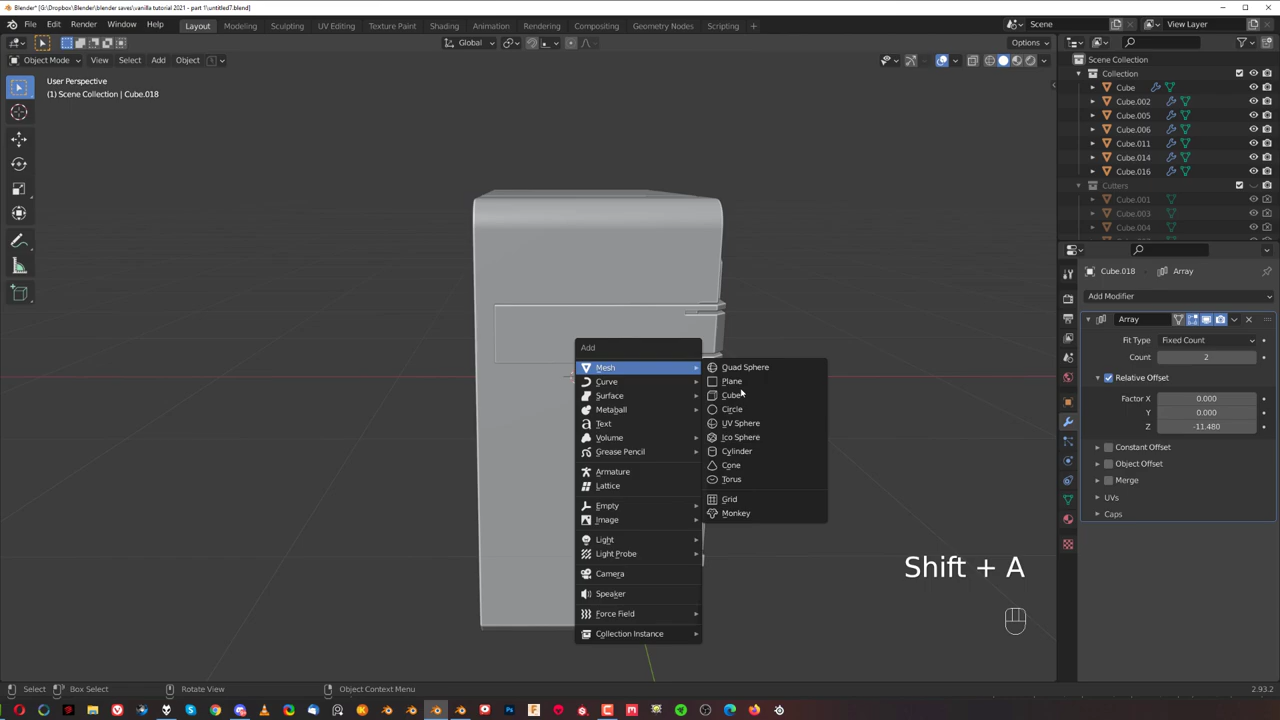 Blender* [G:\Dropbox\Blender\blender saves\vanilla tutorial 2021 - part 1\untitled7.blend]
File Edit Render Window Help
Layout Modeling Sculpting UV Editing Texture Paint Shading Animation Rendering Compositing Geometry Nodes Scripting +
Scene
View Layer
Global
Options
Object Mode View Select Add Object
User Perspective
(1) Scene Collection | Cube.018
Scene Collection
Collection
Cube
Cube.002
Cube.005
Cube.006
Cube.011
Cube.014
Cube.016
Cutters
Cube.001
Cube.003
Cube.004
Cube.018 Array
Add Modifier
Array
Fit Type Fixed Count
Count 2
Relative Offset
Factor X 0.000
Y 0.000
Z -11.480
Constant Offset
Object Offset
Merge
UVs
Caps
Add
Mesh
Curve
Surface
Metaball
Text
Volume
Grease Pencil
Armature
Lattice
Empty
Image
Light
Light Probe
Camera
Speaker
Force Field
Collection Instance
Quad Sphere
Plane
Cube
Circle
UV Sphere
Ico Sphere
Cylinder
Cone
Torus
Grid
Monkey
Shift + A
Select Box Select Rotate View Object Context Menu
2.93.2